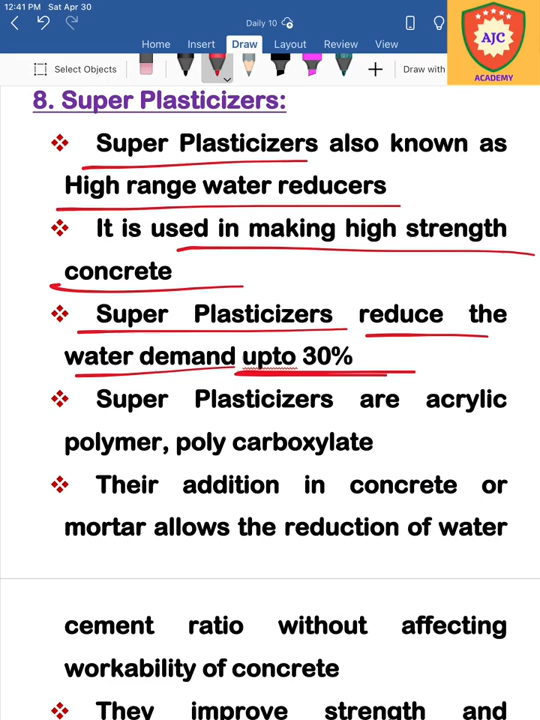 12:41 PM Sat Apr 30
Daily 10
Home Insert Draw Layout Review View
Select Objects
Draw with
AJC
ACADEMY
8. Super Plasticizers:
Super Plasticizers also known as
High range water reducers
It is used in making high strength
concrete
Super Plasticizers reduce the
water demand upto 30%
Super Plasticizers are acrylic
polymer, poly carboxylate
Their addition in concrete or
mortar allows the reduction of water
cement ratio without affecting
workability of concrete
They improve strength and